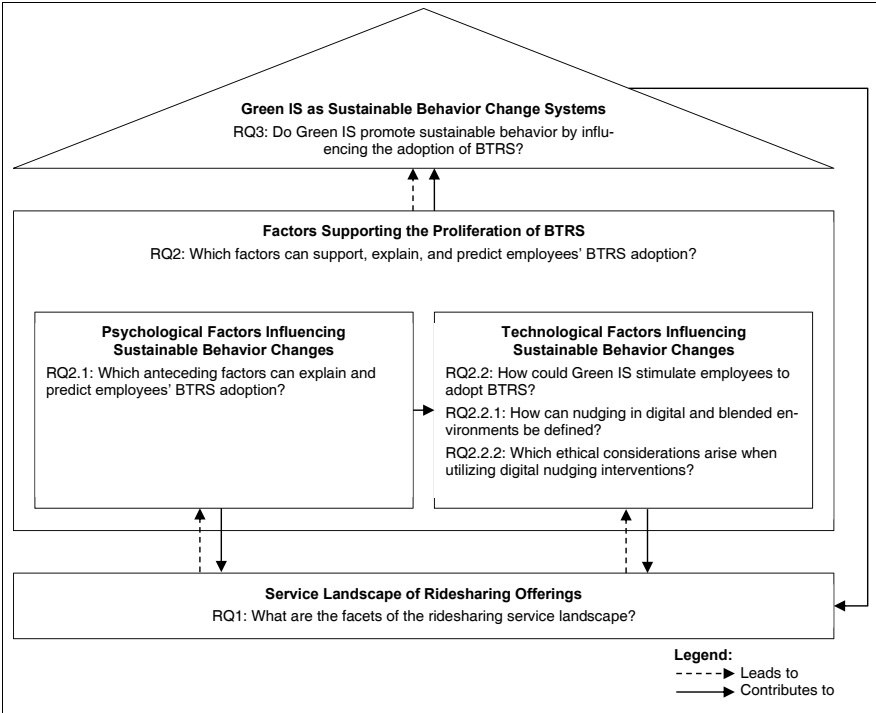 Green IS as Sustainable Behavior Change Systems
RQ3: Do Green IS promote sustainable behavior by influ-
encing the adoption of BTRS?
Factors Supporting the Proliferation of BTRS
RQ2: Which factors can support, explain, and predict employees’ BTRS adoption?
Psychological Factors Influencing
Sustainable Behavior Changes
RQ2.1: Which anteceding factors can explain and
predict employees’ BTRS adoption?
Technological Factors Influencing
Sustainable Behavior Changes
RQ2.2: How could Green IS stimulate employees to
adopt BTRS?
RQ2.2.1: How can nudging in digital and blended en-
vironments be defined?
RQ2.2.2: Which ethical considerations arise when
utilizing digital nudging interventions?
Service Landscape of Ridesharing Offerings
RQ1: What are the facets of the ridesharing service landscape?
Legend:
Leads to
Contributes to